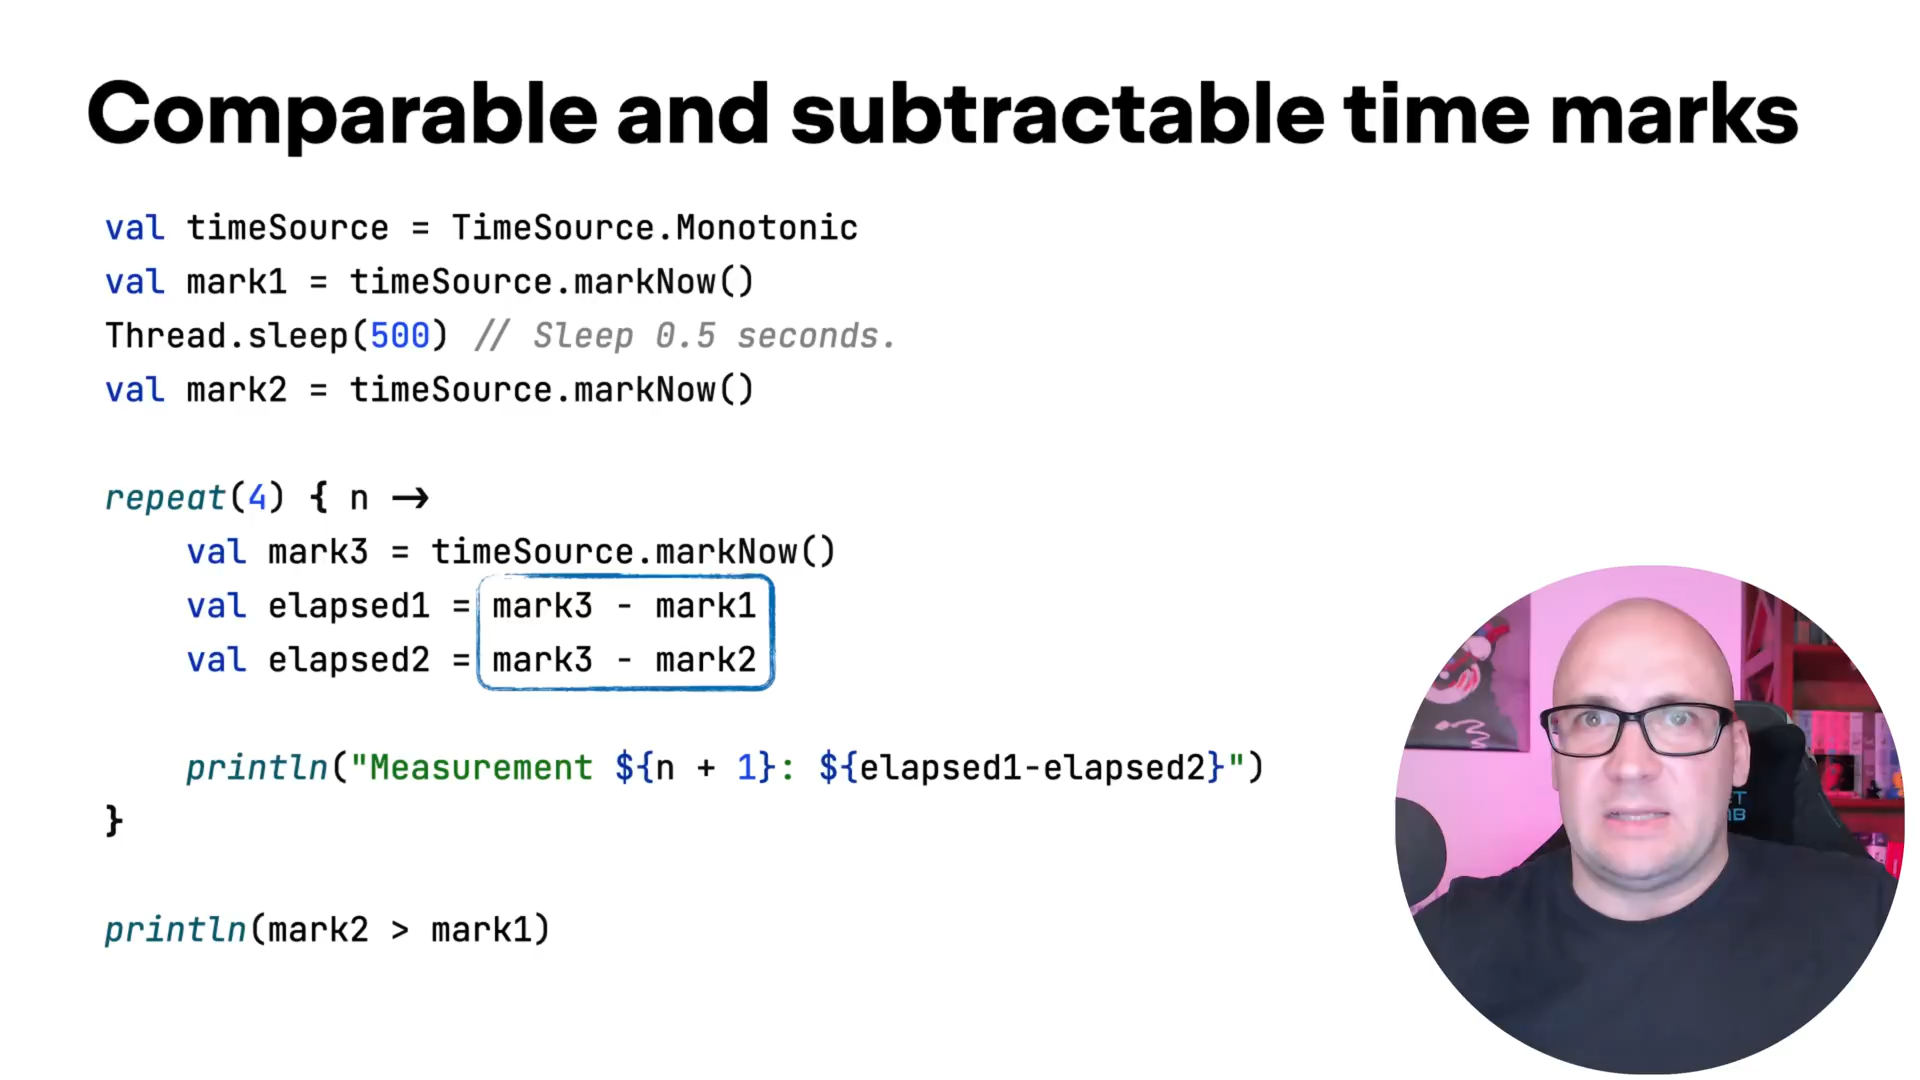 Comparable and subtractable time marks
val timeSource = TimeSource.Monotonic
val mark1 = timeSource.markNow()
Thread.sleep(500) // Sleep 0.5 seconds.
val mark2 = timeSource.markNow()
repeat(4) { n →
val mark3 = timeSource.markNow()
val elapsed1 = mark3 - mark1
val elapsed2 = mark3 - mark2
println("Measurement ${n + 1}: ${elapsed1-elapsed2}")
}
println(mark2 > mark1)